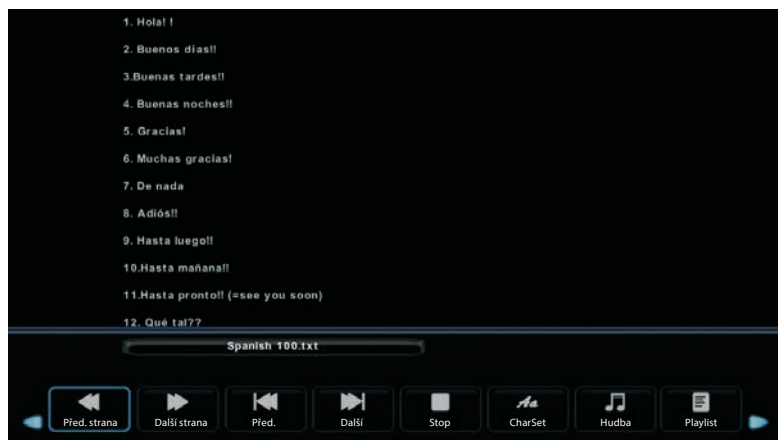 1. Hola! !
2. Buenos días!!
3.Buenas tardes!!
4. Buenas noches!!
5. Gracias!
6. Muchas gracias!
7. De nada
8. Adiós!!
9. Hasta luego!!
10.Hasta mañana!!
11.Hasta pronto!! (=see you soon)
12. Qué tal??
Spanish 100.txt
Před. strana Další strana Před. Další Stop CharSet Hudba Playlist